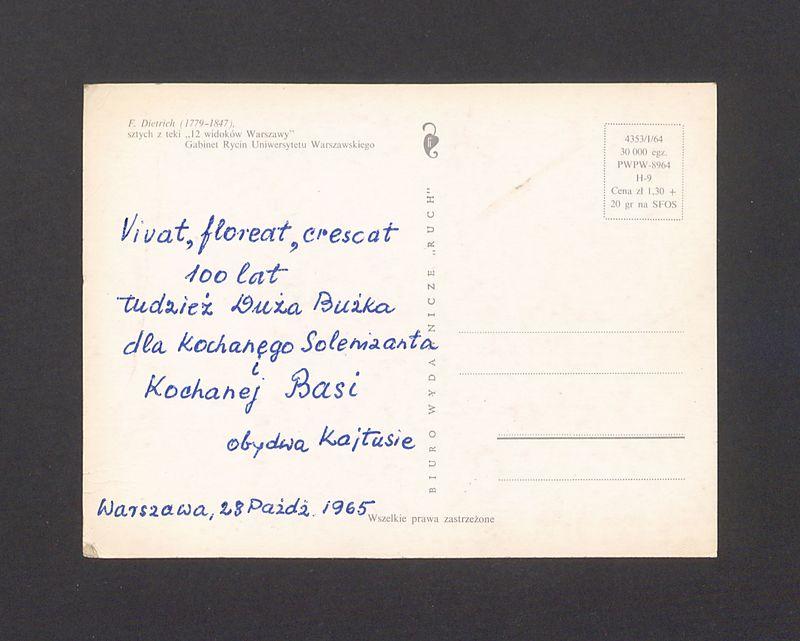 F. Dietrich (1779-1847),
sztych z teki „12 widoków Warszawy"
Gabinet Rycin Uniwersytetu Warszawskiego
Vivat, floreat, crescat
100 lat
tudzież Duża Buźka
dla Kochanego Solenizanta
i
Kochanej Basi
obydwa Kajtusie
Warszawa, 28 Paźdź. 1965
BIURO WYDAWNICZE „RUCH"
Wszelkie prawa zastrzeżone
4353/I/64
30 000 egz.
PWPW-8964
H-9
Cena zł 1,30 +
20 gr na SFOS